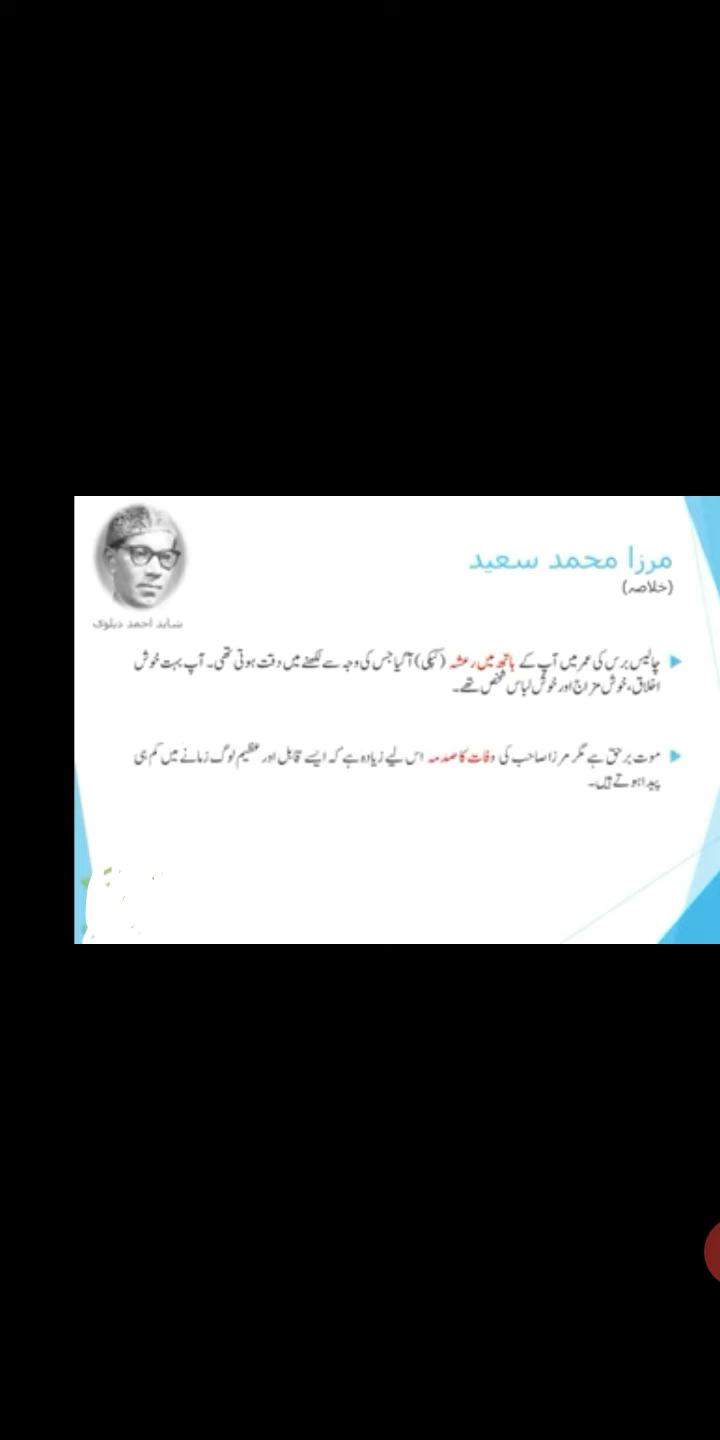 مرزا محمد سعید
(خلاصہ)
شاہد احمد دہلوی
چالیس برس کی عمر میں آپ کے ہاتھ میں رعشہ (کپکپی) آگیا جس کی وجہ سے لکھنے میں دقت ہوتی تھی۔ آپ بہت خوش
اخلاق، خوش مزاج اور خوش لباس شخص تھے۔
موت برحق ہے مگر مرزا صاحب کی وفات کا صدمہ اس لیے زیادہ ہے کہ ایسے قابل اور عظیم لوگ زمانے میں کم ہی
پیدا ہوتے ہیں۔